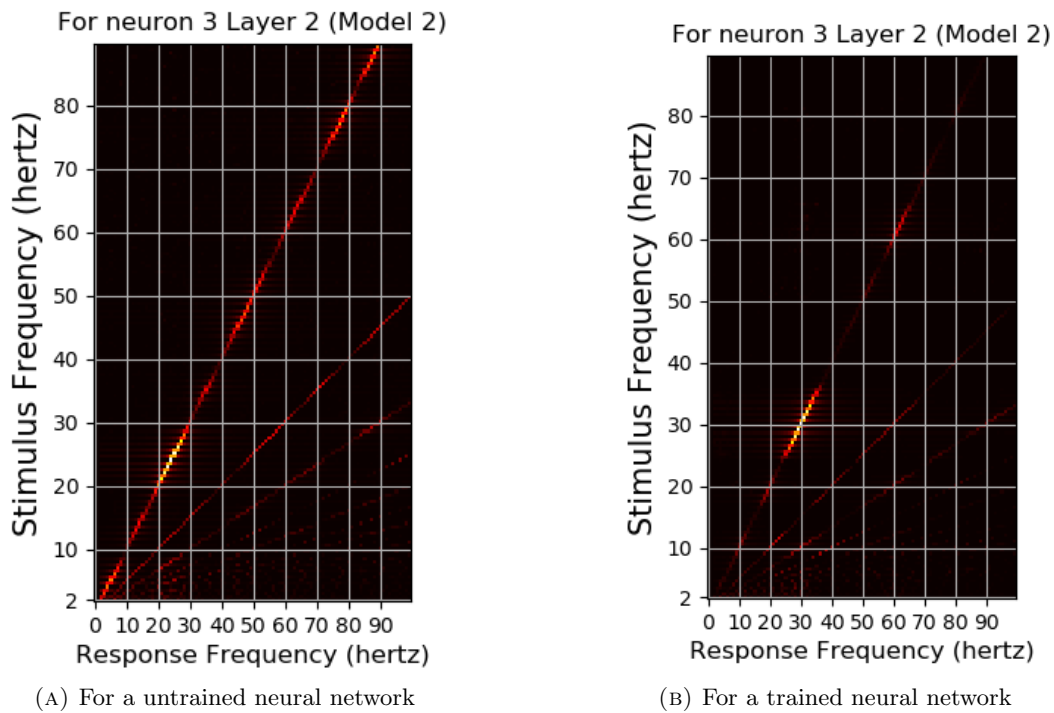 For neuron 3 Layer 2 (Model 2)
Stimulus Frequency (hertz)
80
70
60
50
40
30
20
10
2
0 10 20 30 40 50 60 70 80 90
Response Frequency (hertz)
(A) For a untrained neural network
For neuron 3 Layer 2 (Model 2)
Stimulus Frequency (hertz)
80
70
60
50
40
30
20
10
2
0 10 20 30 40 50 60 70 80 90
Response Frequency (hertz)
(B) For a trained neural network